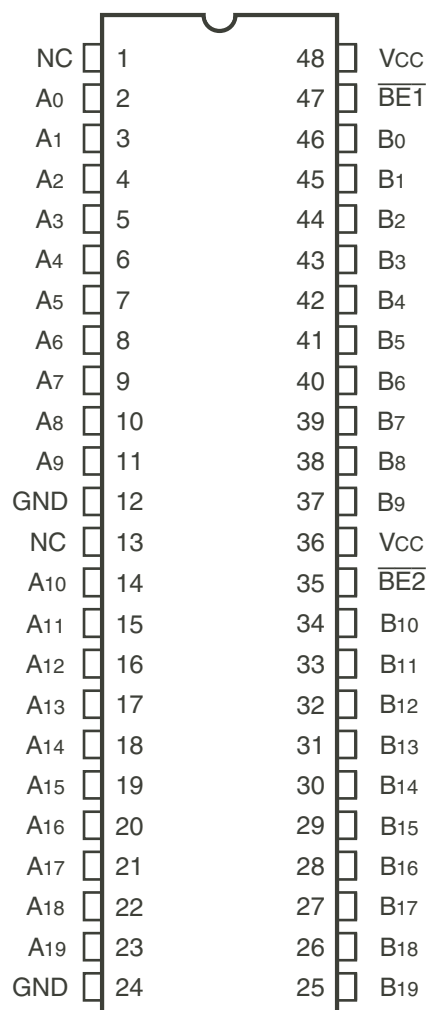 NC 1 48 VCC
A0 2 47 BE1
A1 3 46 B0
A2 4 45 B1
A3 5 44 B2
A4 6 43 B3
A5 7 42 B4
A6 8 41 B5
A7 9 40 B6
A8 10 39 B7
A9 11 38 B8
GND 12 37 B9
NC 13 36 VCC
A10 14 35 BE2
A11 15 34 B10
A12 16 33 B11
A13 17 32 B12
A14 18 31 B13
A15 19 30 B14
A16 20 29 B15
A17 21 28 B16
A18 22 27 B17
A19 23 26 B18
GND 24 25 B19